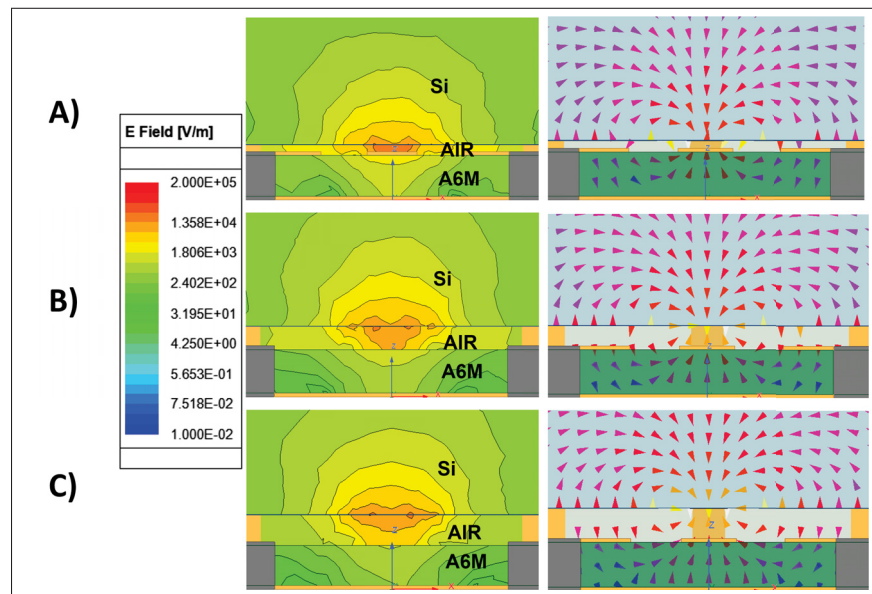 A)
Si
AIR
A6M
z
x
z
E Field [V/m]
2.000E+05
1.358E+04
1.806E+03
2.402E+02
3.195E+01
4.250E+00
5.653E-01
7.518E-02
1.000E-02
B)
Si
AIR
A6M
z
z
C)
Si
AIR
A6M
z
x
z